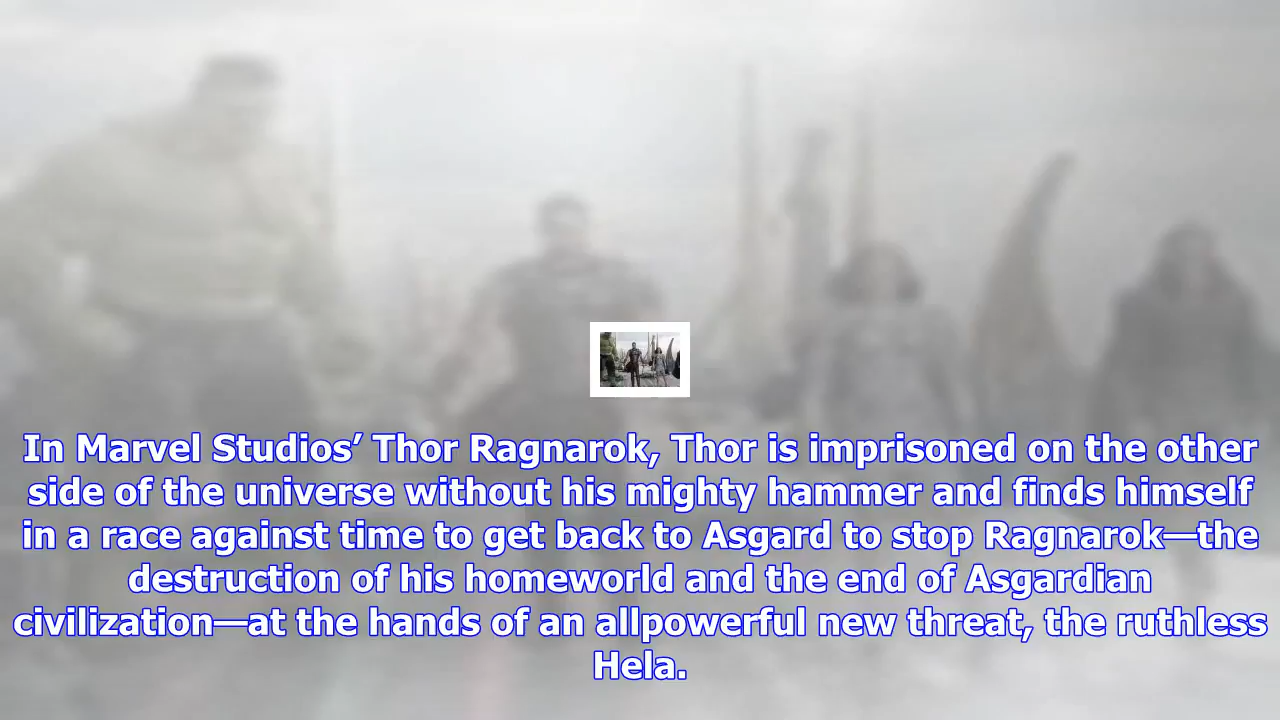 In Marvel Studios’ Thor Ragnarok, Thor is imprisoned on the other
side of the universe without his mighty hammer and finds himself
in a race against time to get back to Asgard to stop Ragnarok—the
destruction of his homeworld and the end of Asgardian
civilization—at the hands of an allpowerful new threat, the ruthless
Hela.